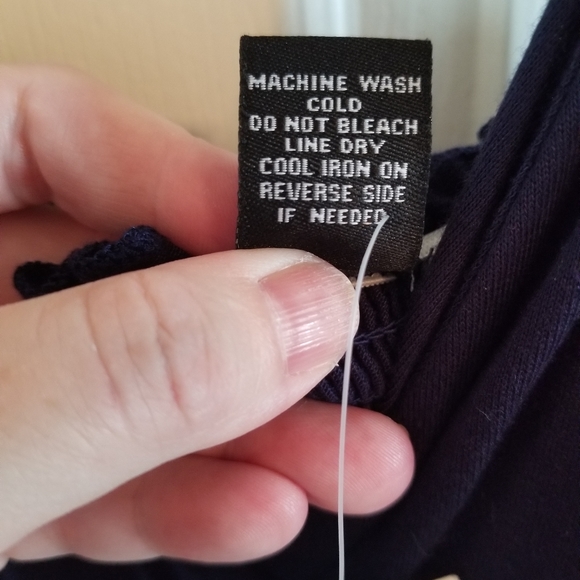 MACHINE WASH
COLD
DO NOT BLEACH
LINE DRY
COOL IRON ON
REVERSE SIDE
IF NEEDED